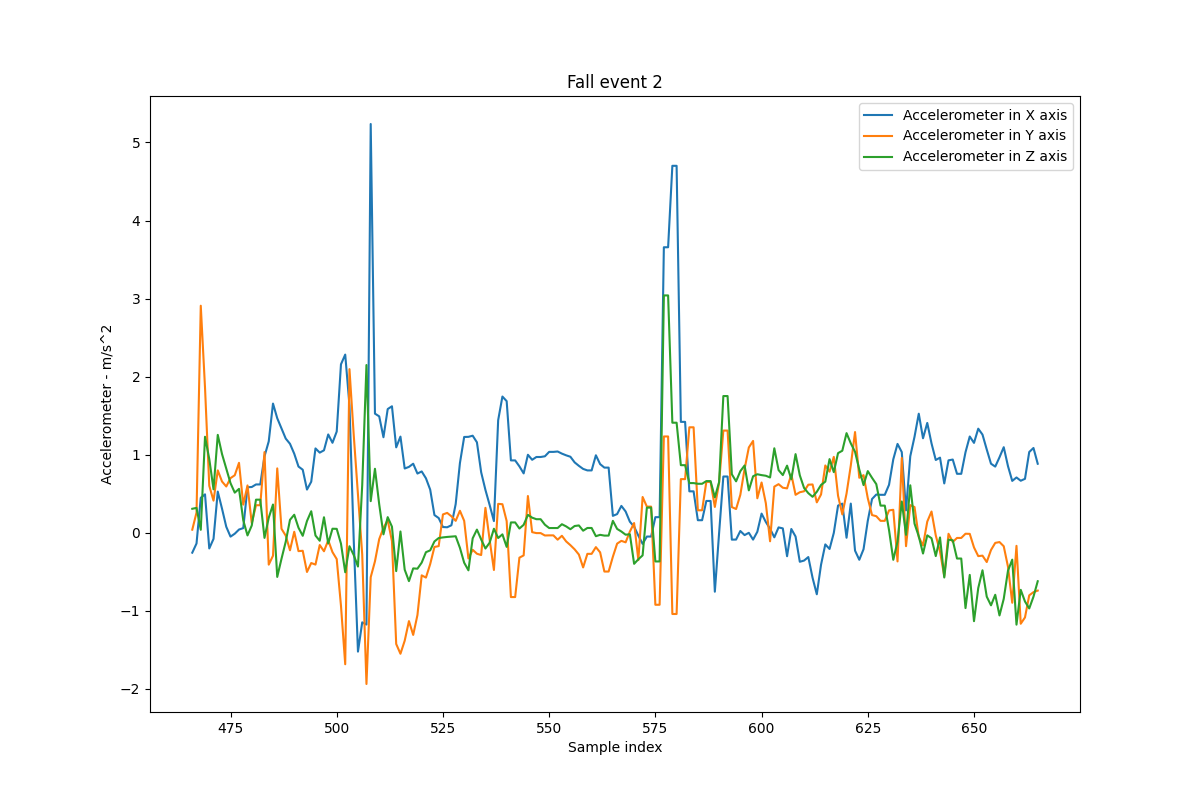 Fall event 2
Accelerometer in X axis
Accelerometer in Y axis
Accelerometer in Z axis
Accelerometer - m/s^2
5
4
3
2
1
0
−1
−2
475 500 525 550 575 600 625 650
Sample index